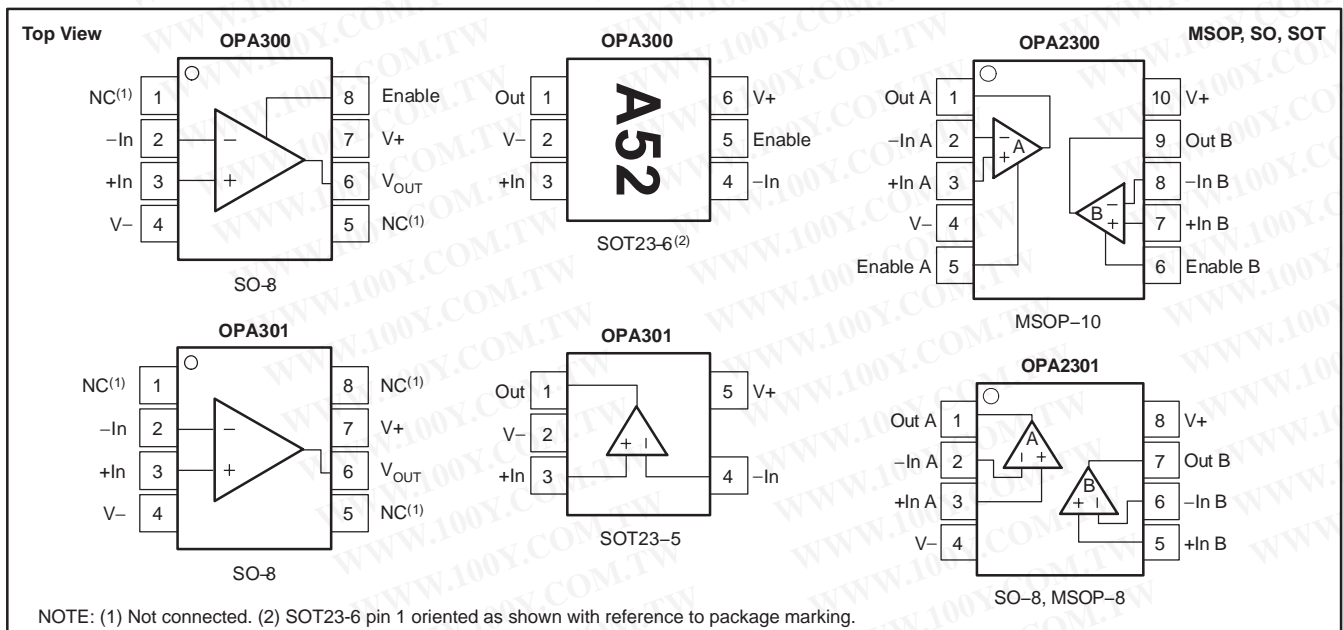 Top View
MSOP, SO, SOT
OPA300
NC(1) 1
−In 2
+In 3
V− 4
8 Enable
7 V+
6 VOUT
5 NC(1)
− +
SO−8
OPA300
Out 1
V− 2
+In 3
A52
6 V+
5 Enable
4 −In
SOT23−6(2)
OPA2300
Out A 1
−In A 2
+In A 3
V− 4
Enable A 5
10 V+
9 Out B
8 −In B
7 +In B
6 Enable B
− + A
B − +
MSOP−10
OPA301
NC(1) 1
−In 2
+In 3
V− 4
8 NC(1)
7 V+
6 VOUT
5 NC(1)
− +
SO−8
OPA301
Out 1
V− 2
+In 3
5 V+
4 −In
+ −
SOT23−5
OPA2301
Out A 1
−In A 2
+In A 3
V− 4
8 V+
7 Out B
6 −In B
5 +In B
A − +
B + −
SO−8, MSOP−8
NOTE: (1) Not connected. (2) SOT23-6 pin 1 oriented as shown with reference to package marking.
WWW.100Y.COM.TW